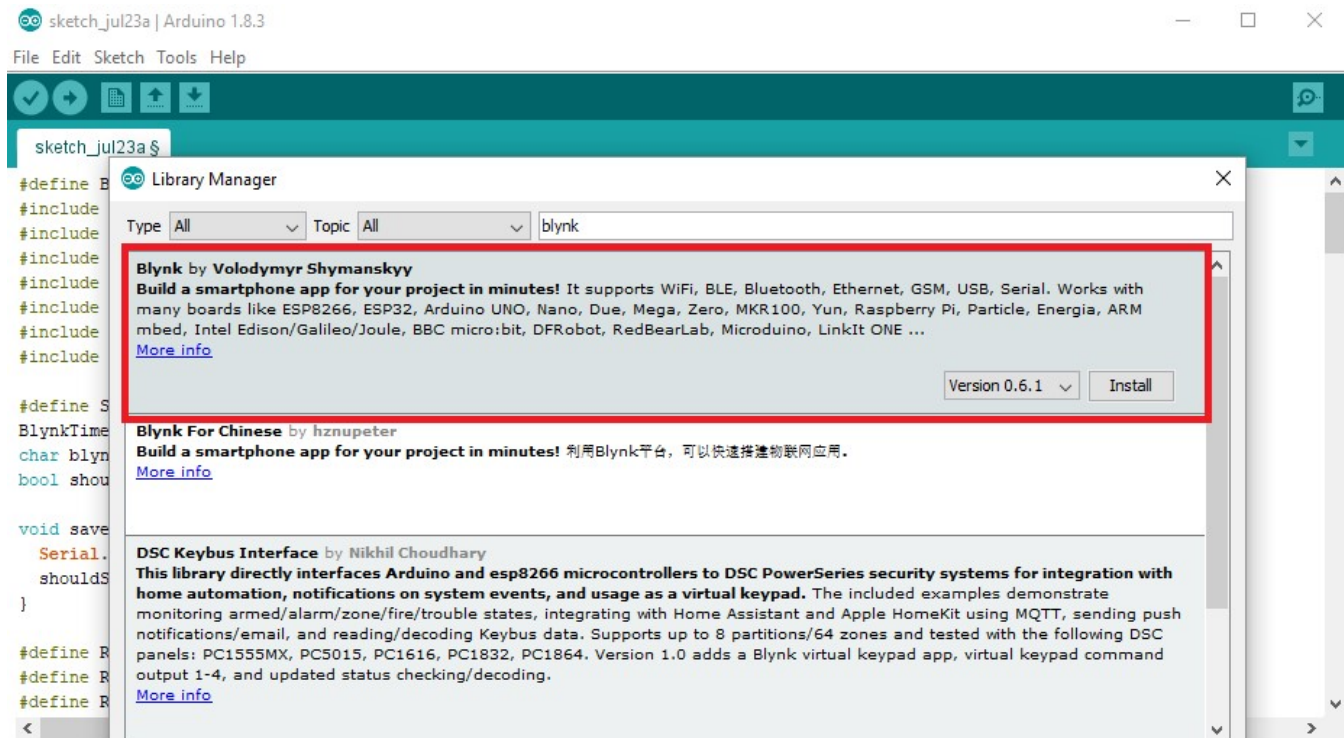 sketch_jul23a | Arduino 1.8.3
File Edit Sketch Tools Help
sketch_jul23a §
Library Manager
Type All Topic All blynk
#define B
#include
#include
#include
#include
#include
#include
#include
#define S
BlynkTime
char blyn
bool shou
void save
Serial.
shouldS
}
#define R
#define R
#define R
Blynk by Volodymyr Shymanskyy
Build a smartphone app for your project in minutes! It supports WiFi, BLE, Bluetooth, Ethernet, GSM, USB, Serial. Works with
many boards like ESP8266, ESP32, Arduino UNO, Nano, Due, Mega, Zero, MKR100, Yun, Raspberry Pi, Particle, Energia, ARM
mbed, Intel Edison/Galileo/Joule, BBC micro:bit, DFRobot, RedBearLab, Microduino, LinkIt ONE ...
More info
Version 0.6.1 Install
Blynk For Chinese by hznupeter
Build a smartphone app for your project in minutes! 利用Blynk平台，可以快速搭建物联网应用.
More info
DSC Keybus Interface by Nikhil Choudhary
This library directly interfaces Arduino and esp8266 microcontrollers to DSC PowerSeries security systems for integration with
home automation, notifications on system events, and usage as a virtual keypad. The included examples demonstrate
monitoring armed/alarm/zone/fire/trouble states, integrating with Home Assistant and Apple HomeKit using MQTT, sending push
notifications/email, and reading/decoding Keybus data. Supports up to 8 partitions/64 zones and tested with the following DSC
panels: PC1555MX, PC5015, PC1616, PC1832, PC1864. Version 1.0 adds a Blynk virtual keypad app, virtual keypad command
output 1-4, and updated status checking/decoding.
More info